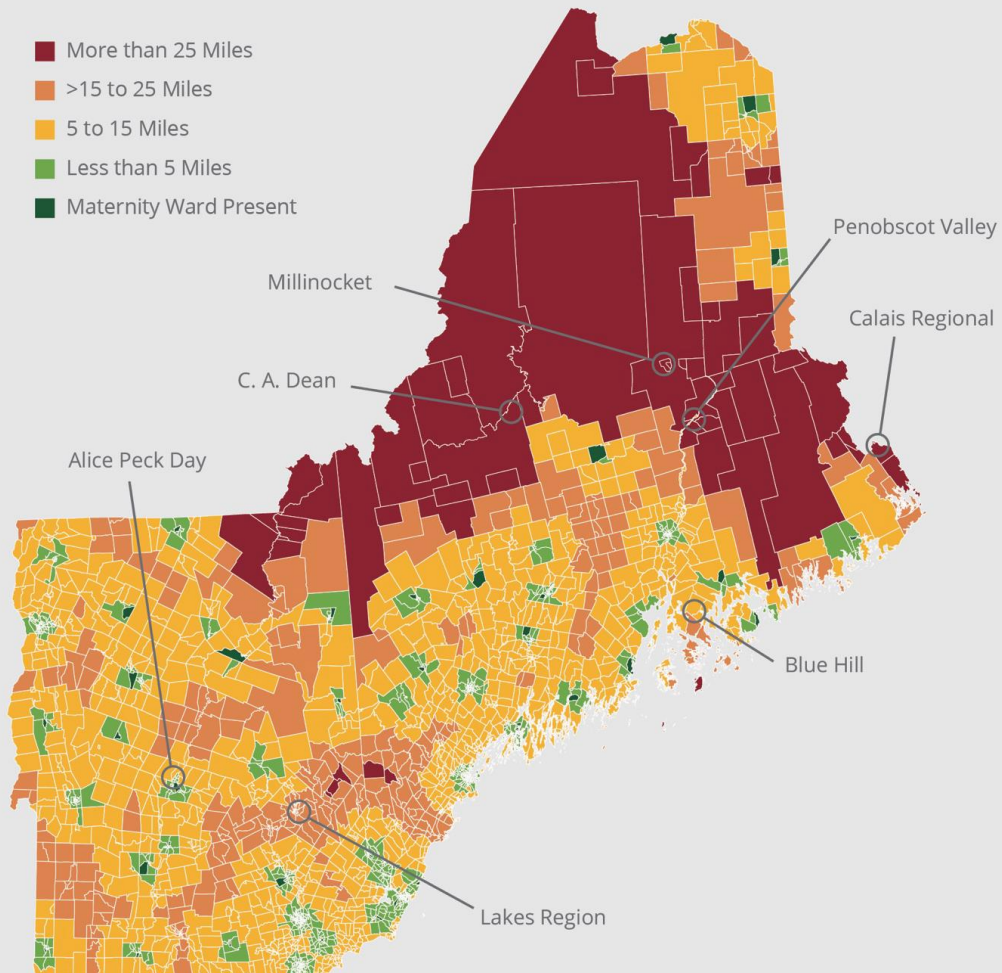 More than 25 Miles
>15 to 25 Miles
5 to 15 Miles
Less than 5 Miles
Maternity Ward Present
Penobscot Valley
Millinocket
Calais Regional
C. A. Dean
Alice Peck Day
Blue Hill
Lakes Region